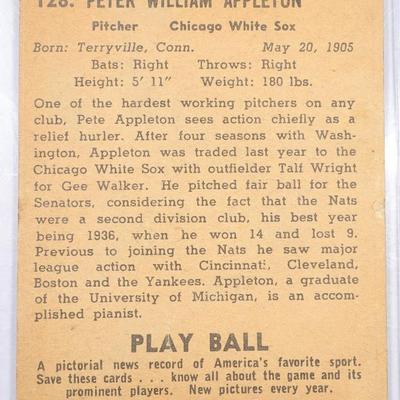 128. PETER WILLIAM APPLETON
Pitcher Chicago White Sox
Born: Terryville, Conn. May 20, 1905
Bats: Right Throws: Right
Height: 5' 11" Weight: 180 lbs.
One of the hardest working pitchers on any
club, Pete Appleton sees action chiefly as a
relief hurler. After four seasons with Wash-
ington, Appleton was traded last year to the
Chicago White Sox with outfielder Talf Wright
for Gee Walker. He pitched fair ball for the
Senators, considering the fact that the Nats
were a second division club, his best year
being 1936, when he won 14 and lost 9.
Previous to joining the Nats he saw major
league action with Cincinnati, Cleveland,
Boston and the Yankees. Appleton, a graduate
of the University of Michigan, is an accom-
plished pianist.
PLAY BALL
A pictorial news record of America's favorite sport.
Save these cards . . . know all about the game and its
prominent players. New pictures every year.